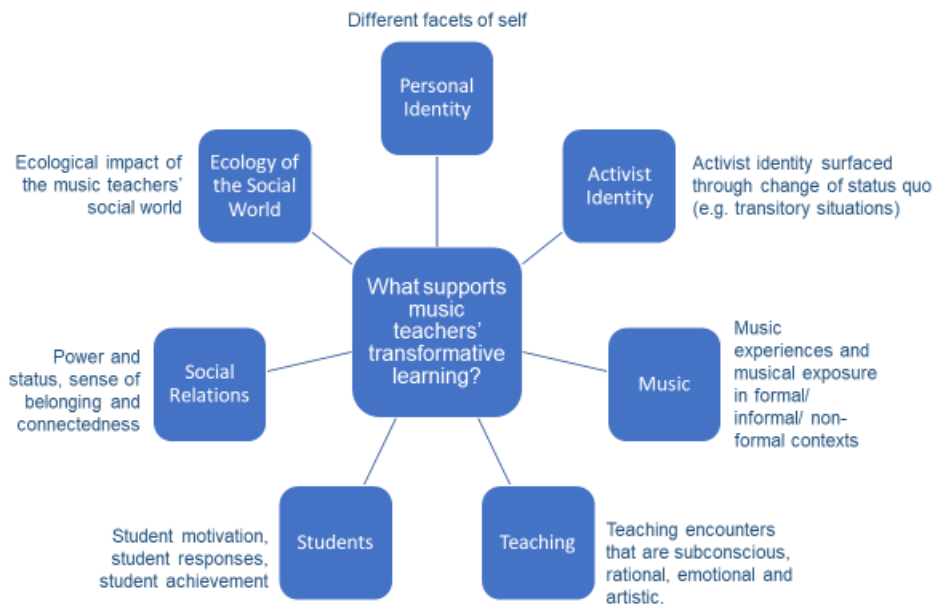 Different facets of self
Personal
Identity
Ecological impact of
the music teachers'
social world
Ecology of
the Social
World
Activist
Identity
Activist identity surfaced
through change of status quo
(e.g. transitory situations)
What supports
music
teachers'
transformative
learning?
Power and
status, sense of
belonging and
connectedness
Social
Relations
Music
Music
experiences and
musical exposure
in formal/
informal/ non-
formal contexts
Student motivation,
student responses,
student achievement
Students
Teaching
Teaching encounters
that are subconscious,
rational, emotional and
artistic.